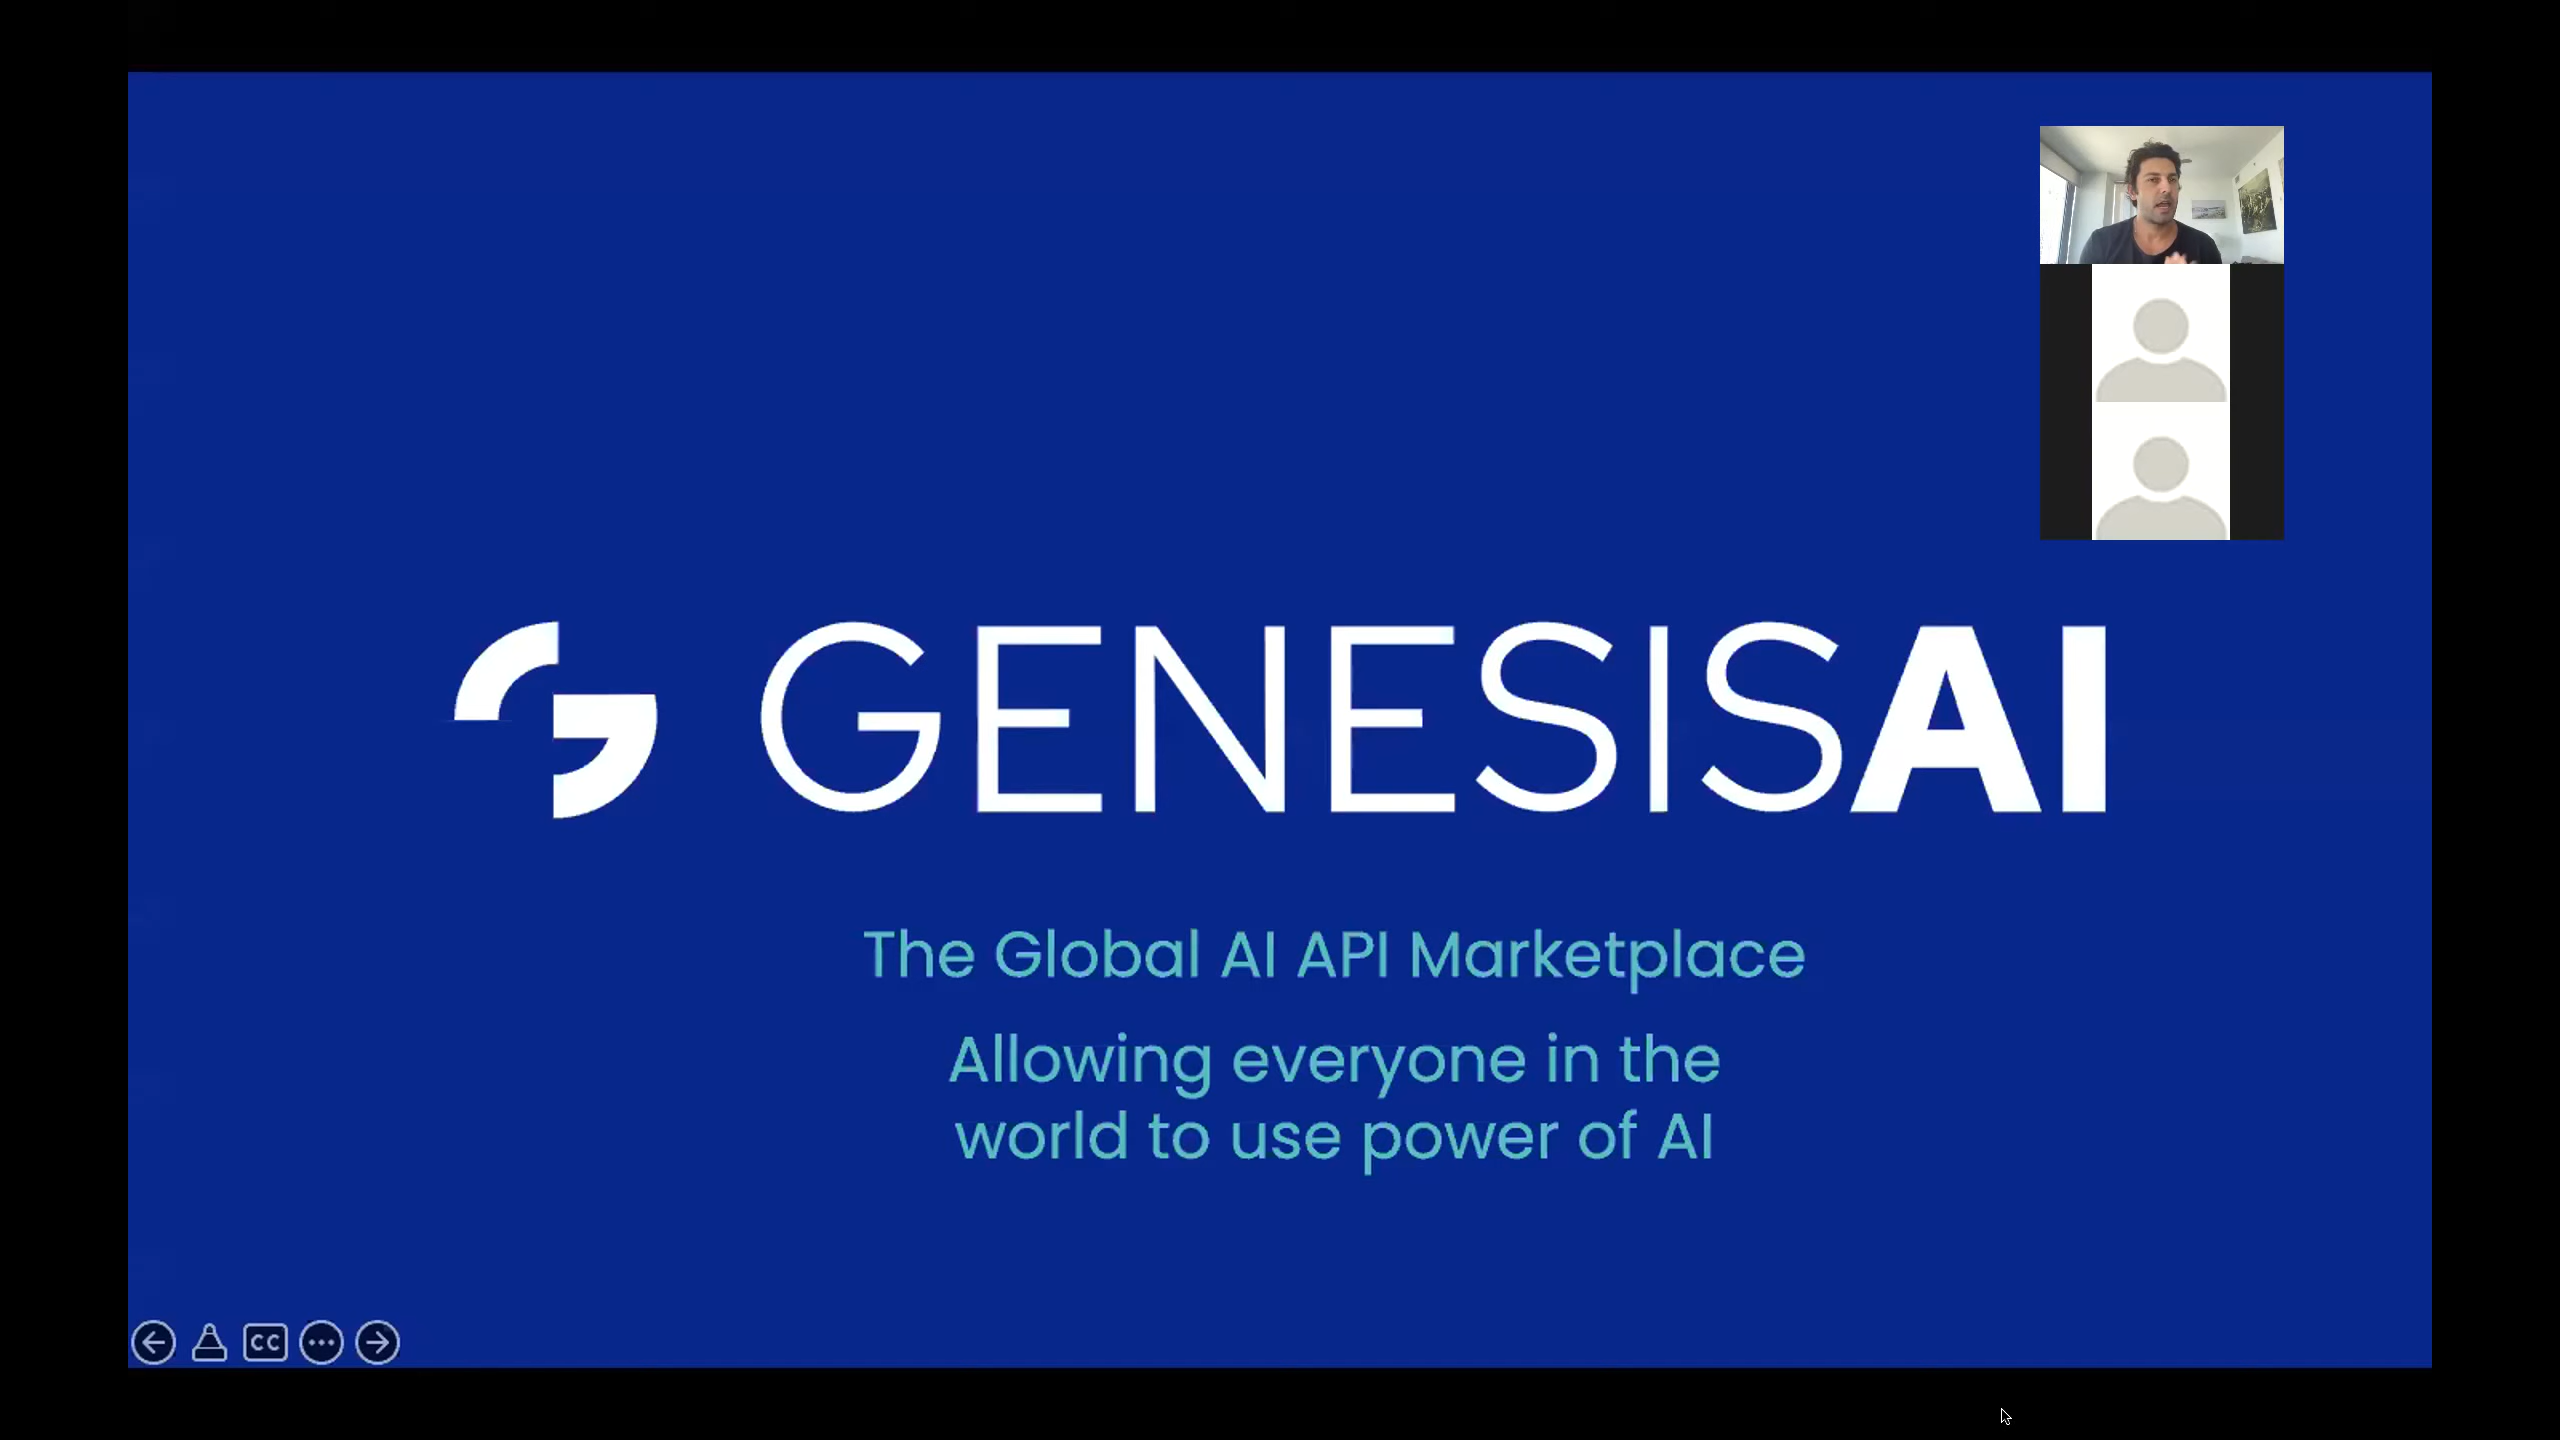 GENESISAI
The Global AI API Marketplace
Allowing everyone in the
world to use power of AI
CC